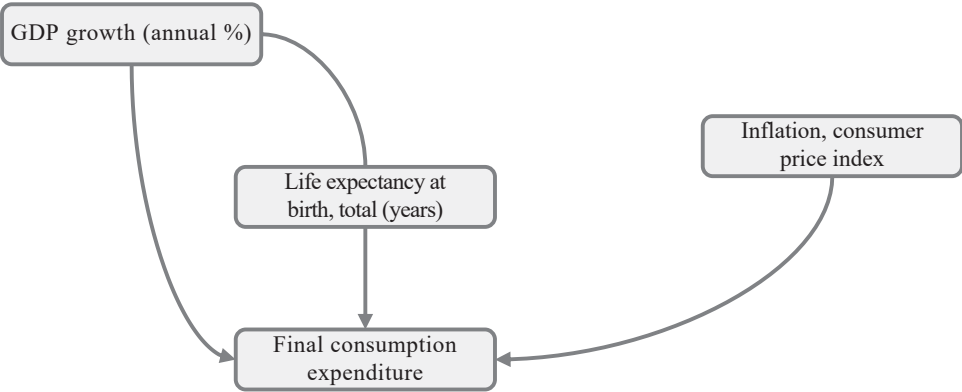 GDP growth (annual %)
Inflation, consumer
price index
Life expectancy at
birth, total (years)
Final consumption
expenditure